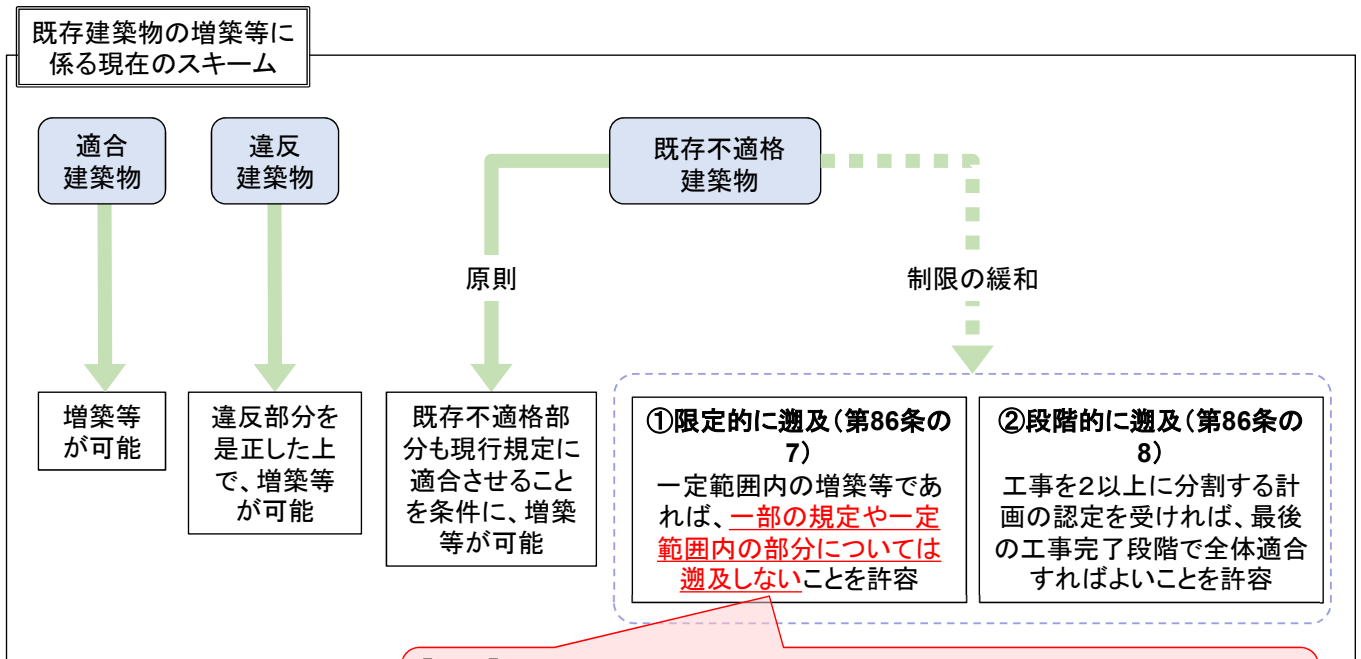 既存建築物の増築等に
係る現在のスキーム
適合
建築物
違反
建築物
既存不適格
建築物
原則
制限の緩和
増築等
が可能
違反部分を
是正した上
で、増築等
が可能
既存不適格部
分も現行規定に
適合させること
を条件に、増築
等が可能
①限定的に遡及(第86条の
7)
一定範囲内の増築等であ
れば、一部の規定や一定
範囲内の部分については
遡及しないことを許容
②段階的に遡及(第86条の
8)
工事を2以上に分割する計
画の認定を受ければ、最後
の工事完了段階で全体適合
すればよいことを許容